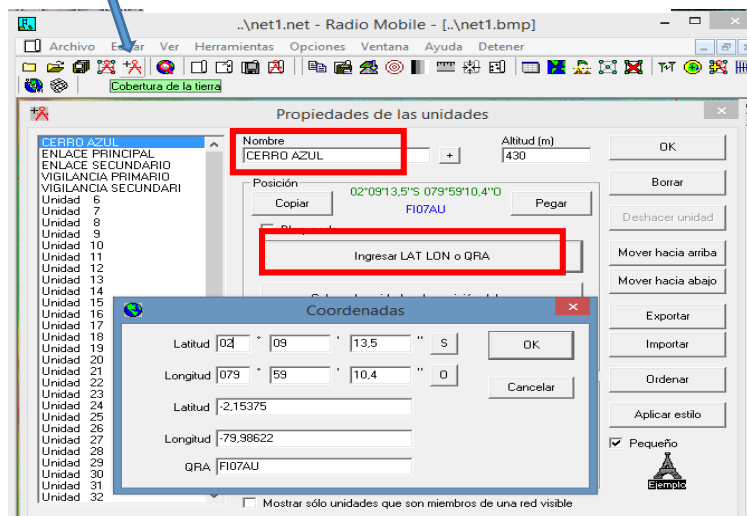 ..\net1.net - Radio Mobile - [..\net1.bmp]
Archivo Editar Ver Herramientas Opciones Ventana Ayuda Detener
Cobertura de la tierra
Propiedades de las unidades
CERRO AZUL
ENLACE PRINCIPAL
ENLACE SECUNDARIO
VIGILANCIA PRIMARIO
VIGILANCIA SECUNDARI
Unidad 6
Unidad 7
Unidad 8
Unidad 9
Unidad 10
Unidad 11
Unidad 12
Unidad 13
Unidad 14
Unidad 15
Unidad 16
Unidad 17
Unidad 18
Unidad 19
Unidad 20
Unidad 21
Unidad 22
Unidad 23
Unidad 24
Unidad 25
Unidad 26
Unidad 27
Unidad 28
Unidad 29
Unidad 30
Unidad 31
Unidad 32
Nombre
CERRO AZUL
+
Altitud (m)
430
Posición
Copiar
02°09'13,5''S 079°59'10,4''O
FI07AU
Pegar
Ingresar LAT LON o QRA
Coordenadas
Latitud 02 ° 09 ' 13,5 '' S
Longitud 079 ° 59 ' 10,4 '' O
Latitud -2,15375
Longitud -79,98622
QRA FI07AU
OK
Cancelar
Mostrar sólo unidades que son miembros de una red visible
OK
Borrar
Deshacer unidad
Mover hacia arriba
Mover hacia abajo
Exportar
Importar
Ordenar
Aplicar estilo
Pequeño
Ejemplo